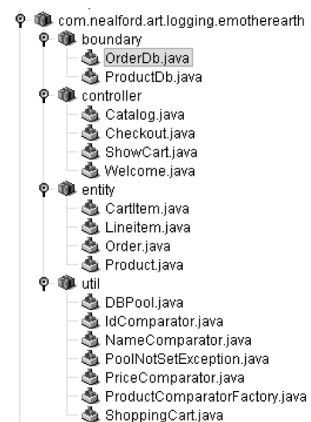 com.nealford.art.logging.emotherearth
boundary
OrderDb.java
ProductDb.java
controller
Catalog.java
Checkout.java
ShowCart.java
Welcome.java
entity
CartItem.java
Lineitem.java
Order.java
Product.java
util
DBPool.java
IdComparator.java
NameComparator.java
PoolNotSetException.java
PriceComparator.java
ProductComparatorFactory.java
ShoppingCart.java